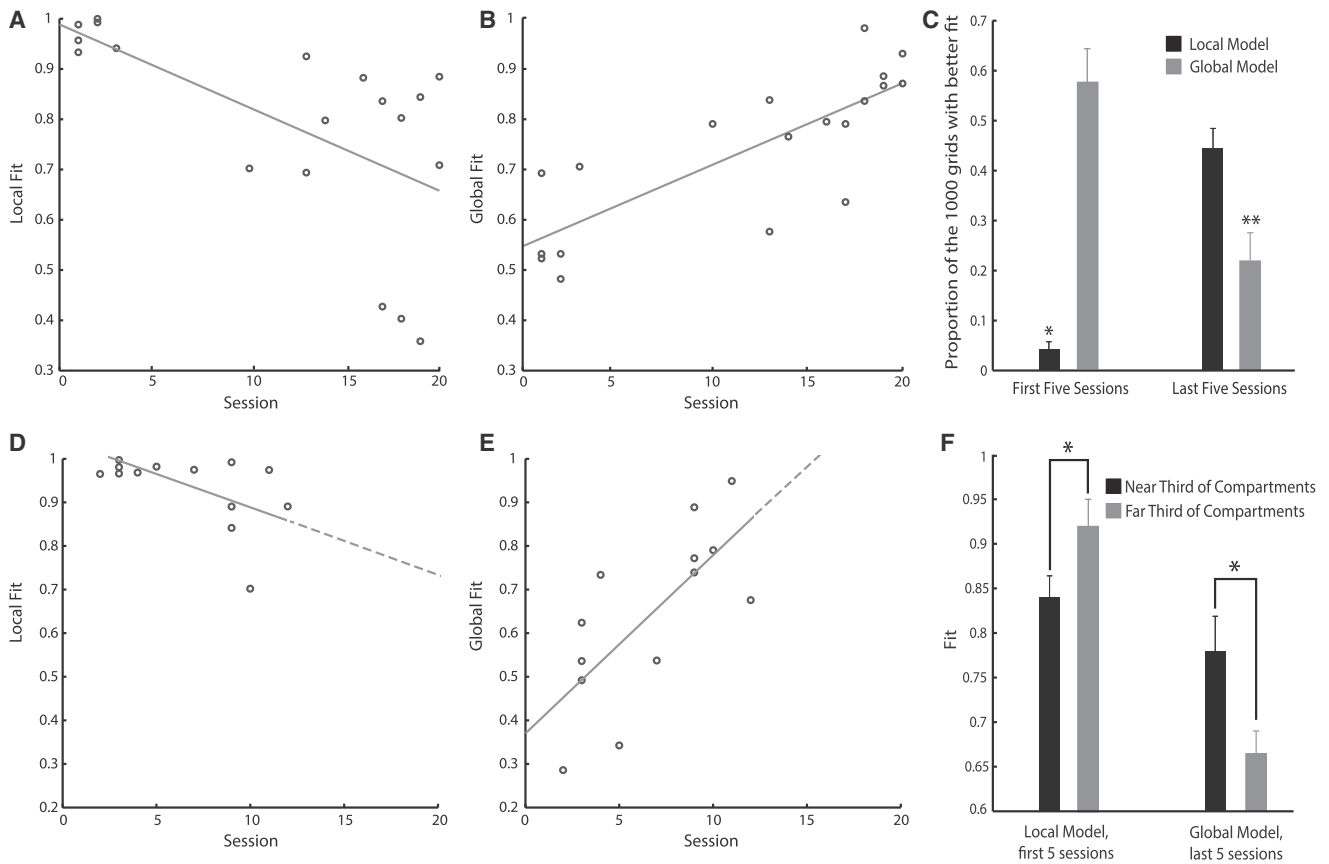 A
1
0.9
0.8
0.7
0.6
0.5
0.4
0.3
Local Fit
0 5 10 15 20
Session
B
1
0.9
0.8
0.7
0.6
0.5
0.4
0.3
Global Fit
0 5 10 15 20
Session
C
0.7
0.6
0.5
0.4
0.3
0.2
0.1
0
Proportion of the 1000 grids with better fit
Local Model
Global Model
*
**
First Five Sessions Last Five Sessions
D
1
0.9
0.8
0.7
0.6
0.5
0.4
0.3
0.2
Local Fit
0 5 10 15 20
Session
E
1
0.9
0.8
0.7
0.6
0.5
0.4
0.3
0.2
Global Fit
0 5 10 15 20
Session
F
1
0.95
0.9
0.85
0.8
0.75
0.7
0.65
0.6
Fit
*
*
Near Third of Compartments
Far Third of Compartments
Local Model,
first 5 sessions
Global Model,
last 5 sessions